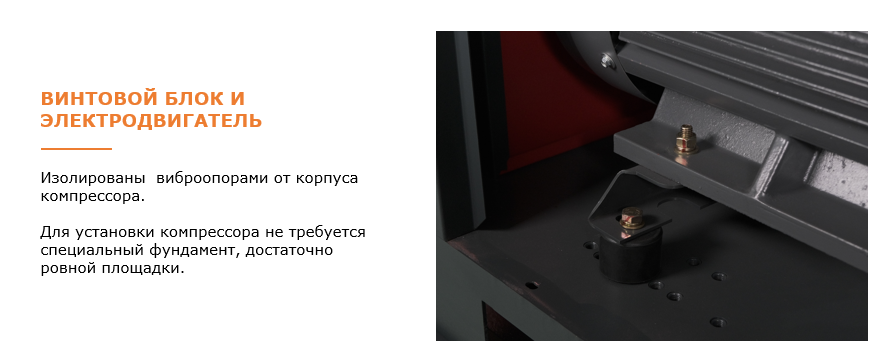 ВИНТОВОЙ БЛОК И
ЭЛЕКТРОДВИГАТЕЛЬ
Изолированы  виброопорами от корпуса
компрессора.
Для установки компрессора не требуется
специальный фундамент, достаточно
ровной площадки.